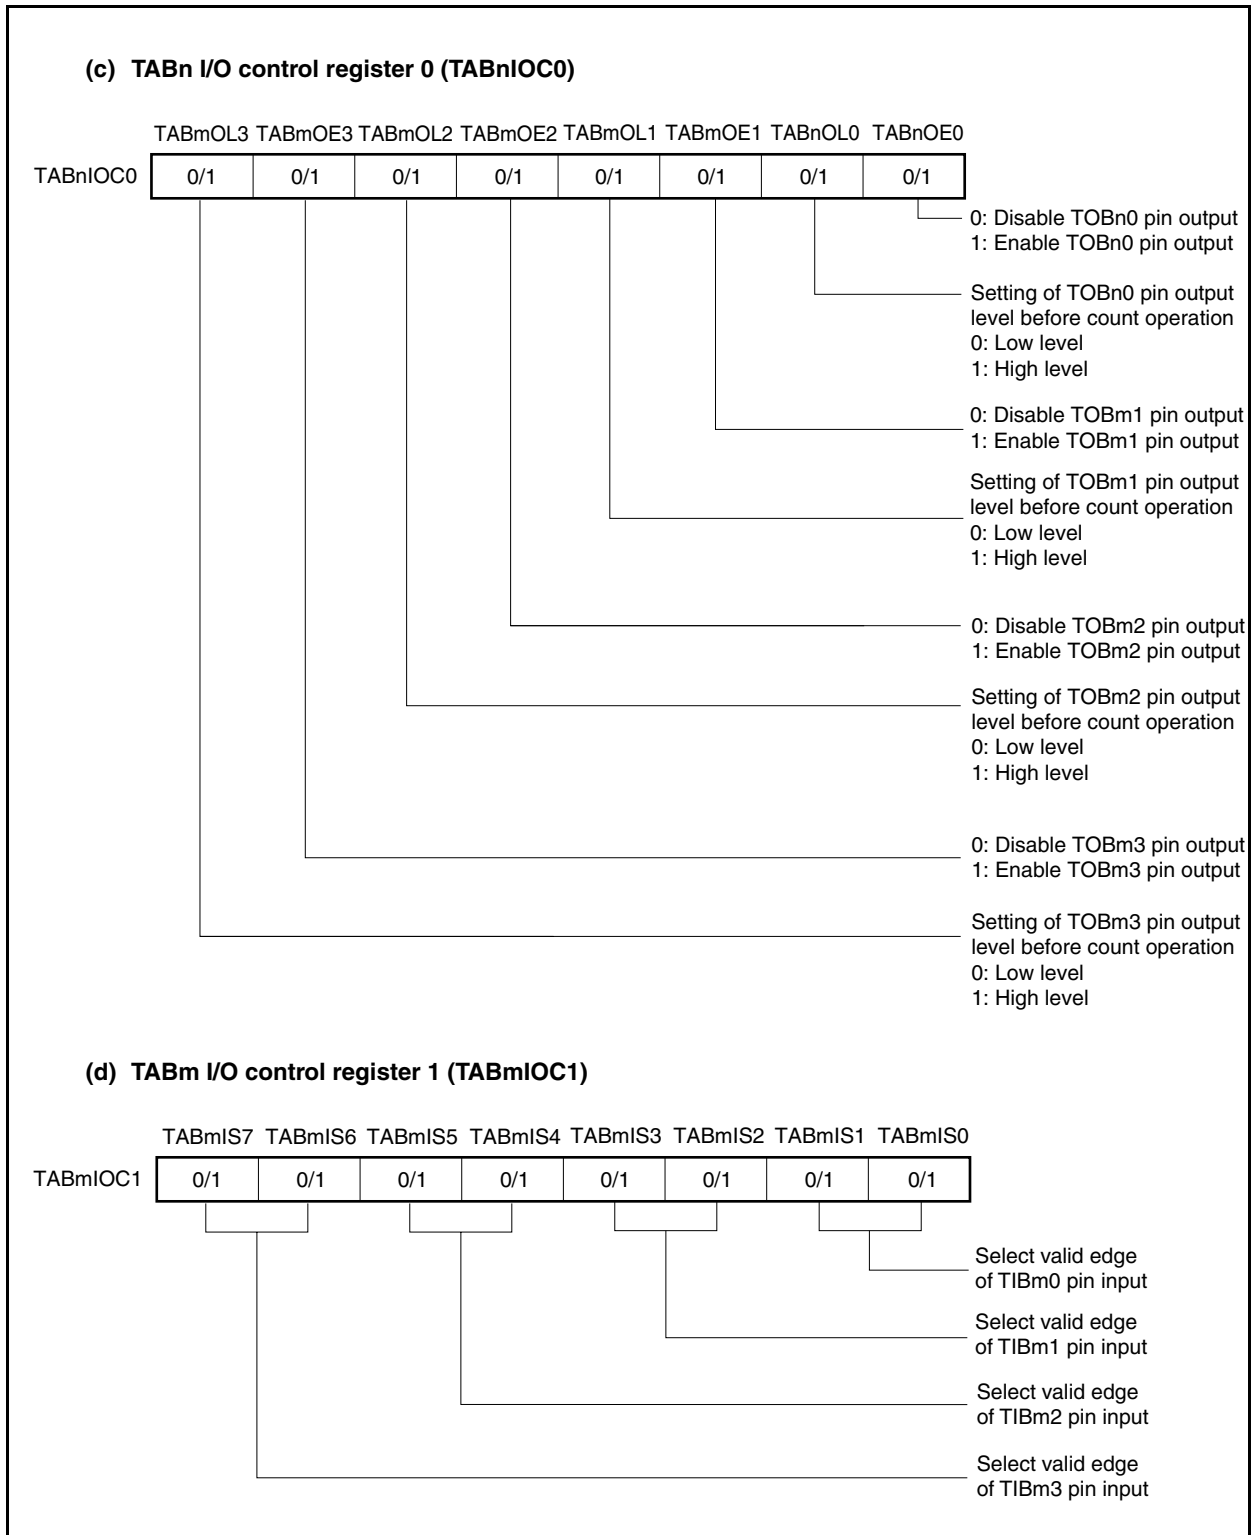 (c) TABn I/O control register 0 (TABnIOC0)
TABmOL3 TABmOE3 TABmOL2 TABmOE2 TABmOL1 TABmOE1 TABnOL0 TABnOE0
TABnIOC0 0/1 0/1 0/1 0/1 0/1 0/1 0/1 0/1
0: Disable TOBn0 pin output
1: Enable TOBn0 pin output
Setting of TOBn0 pin output
level before count operation
0: Low level
1: High level
0: Disable TOBm1 pin output
1: Enable TOBm1 pin output
Setting of TOBm1 pin output
level before count operation
0: Low level
1: High level
0: Disable TOBm2 pin output
1: Enable TOBm2 pin output
Setting of TOBm2 pin output
level before count operation
0: Low level
1: High level
0: Disable TOBm3 pin output
1: Enable TOBm3 pin output
Setting of TOBm3 pin output
level before count operation
0: Low level
1: High level
(d) TABm I/O control register 1 (TABmIOC1)
TABmIS7 TABmIS6 TABmIS5 TABmIS4 TABmIS3 TABmIS2 TABmIS1 TABmIS0
TABmIOC1 0/1 0/1 0/1 0/1 0/1 0/1 0/1 0/1
Select valid edge
of TIBm0 pin input
Select valid edge
of TIBm1 pin input
Select valid edge
of TIBm2 pin input
Select valid edge
of TIBm3 pin input